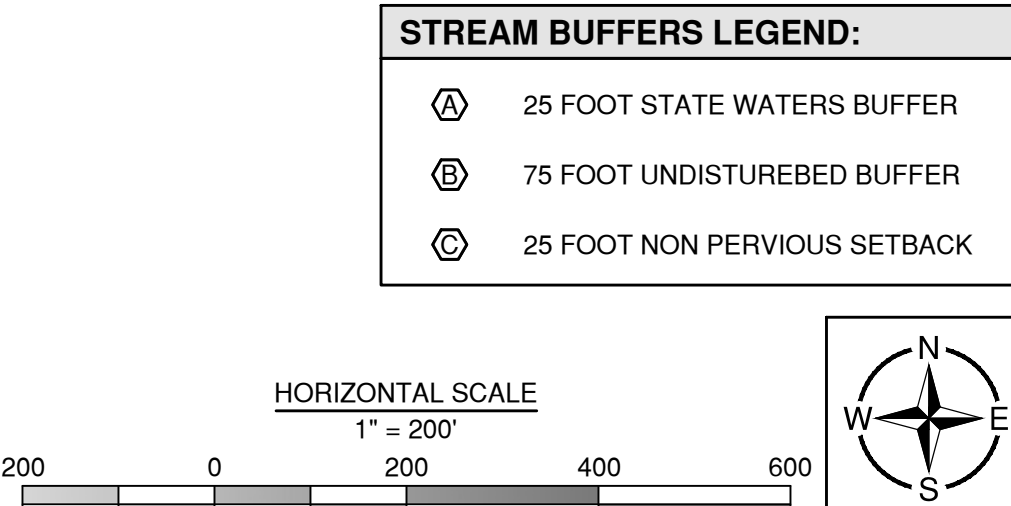 STREAM BUFFERS LEGEND:
A 25 FOOT STATE WATERS BUFFER
B 75 FOOT UNDISTUREBED BUFFER
C 25 FOOT NON PERVIOUS SETBACK
HORIZONTAL SCALE
1" = 200'
200 0 200 400 600
N
W E
S